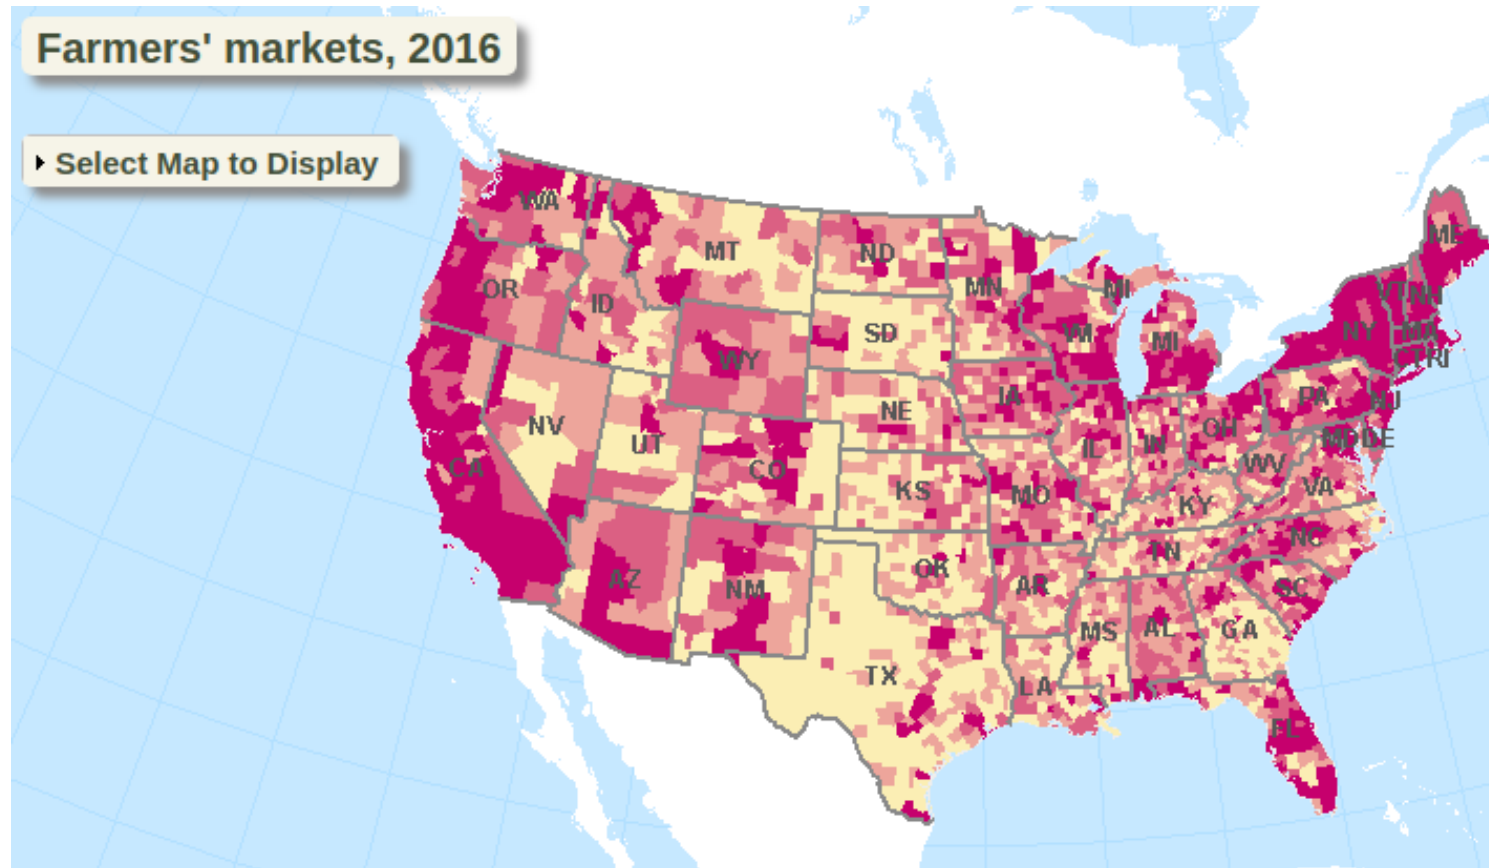 Farmers' markets, 2016
Select Map to Display
WA
MT
ND
MN
MI
ME
OR
ID
SD
WI
MI
VT
NH
NY
MA
WY
CT
RI
NE
IA
PA
NJ
NV
UT
CO
IL
IN
OH
MD
DE
CA
KS
MO
WV
VA
KY
AZ
NM
OK
AR
TN
NC
SC
TX
MS
AL
GA
LA
FL